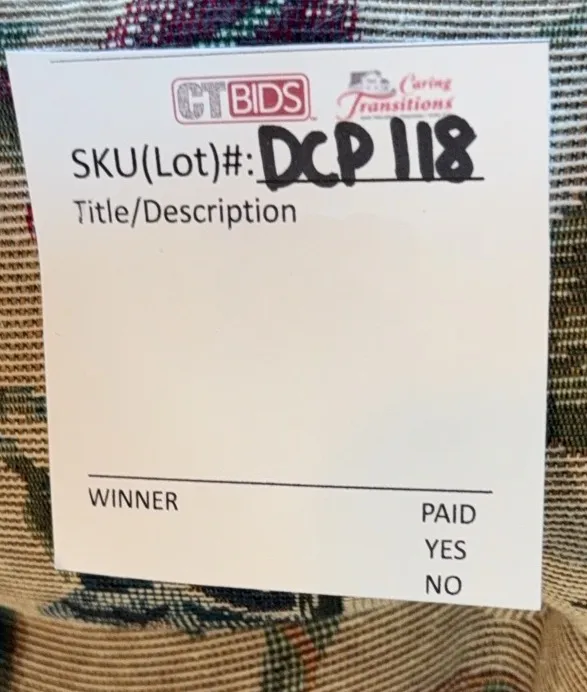 CTBIDS Caring
Transitions
SKU(Lot)#: DCP 118
Title/Description
WINNER PAID
YES
NO